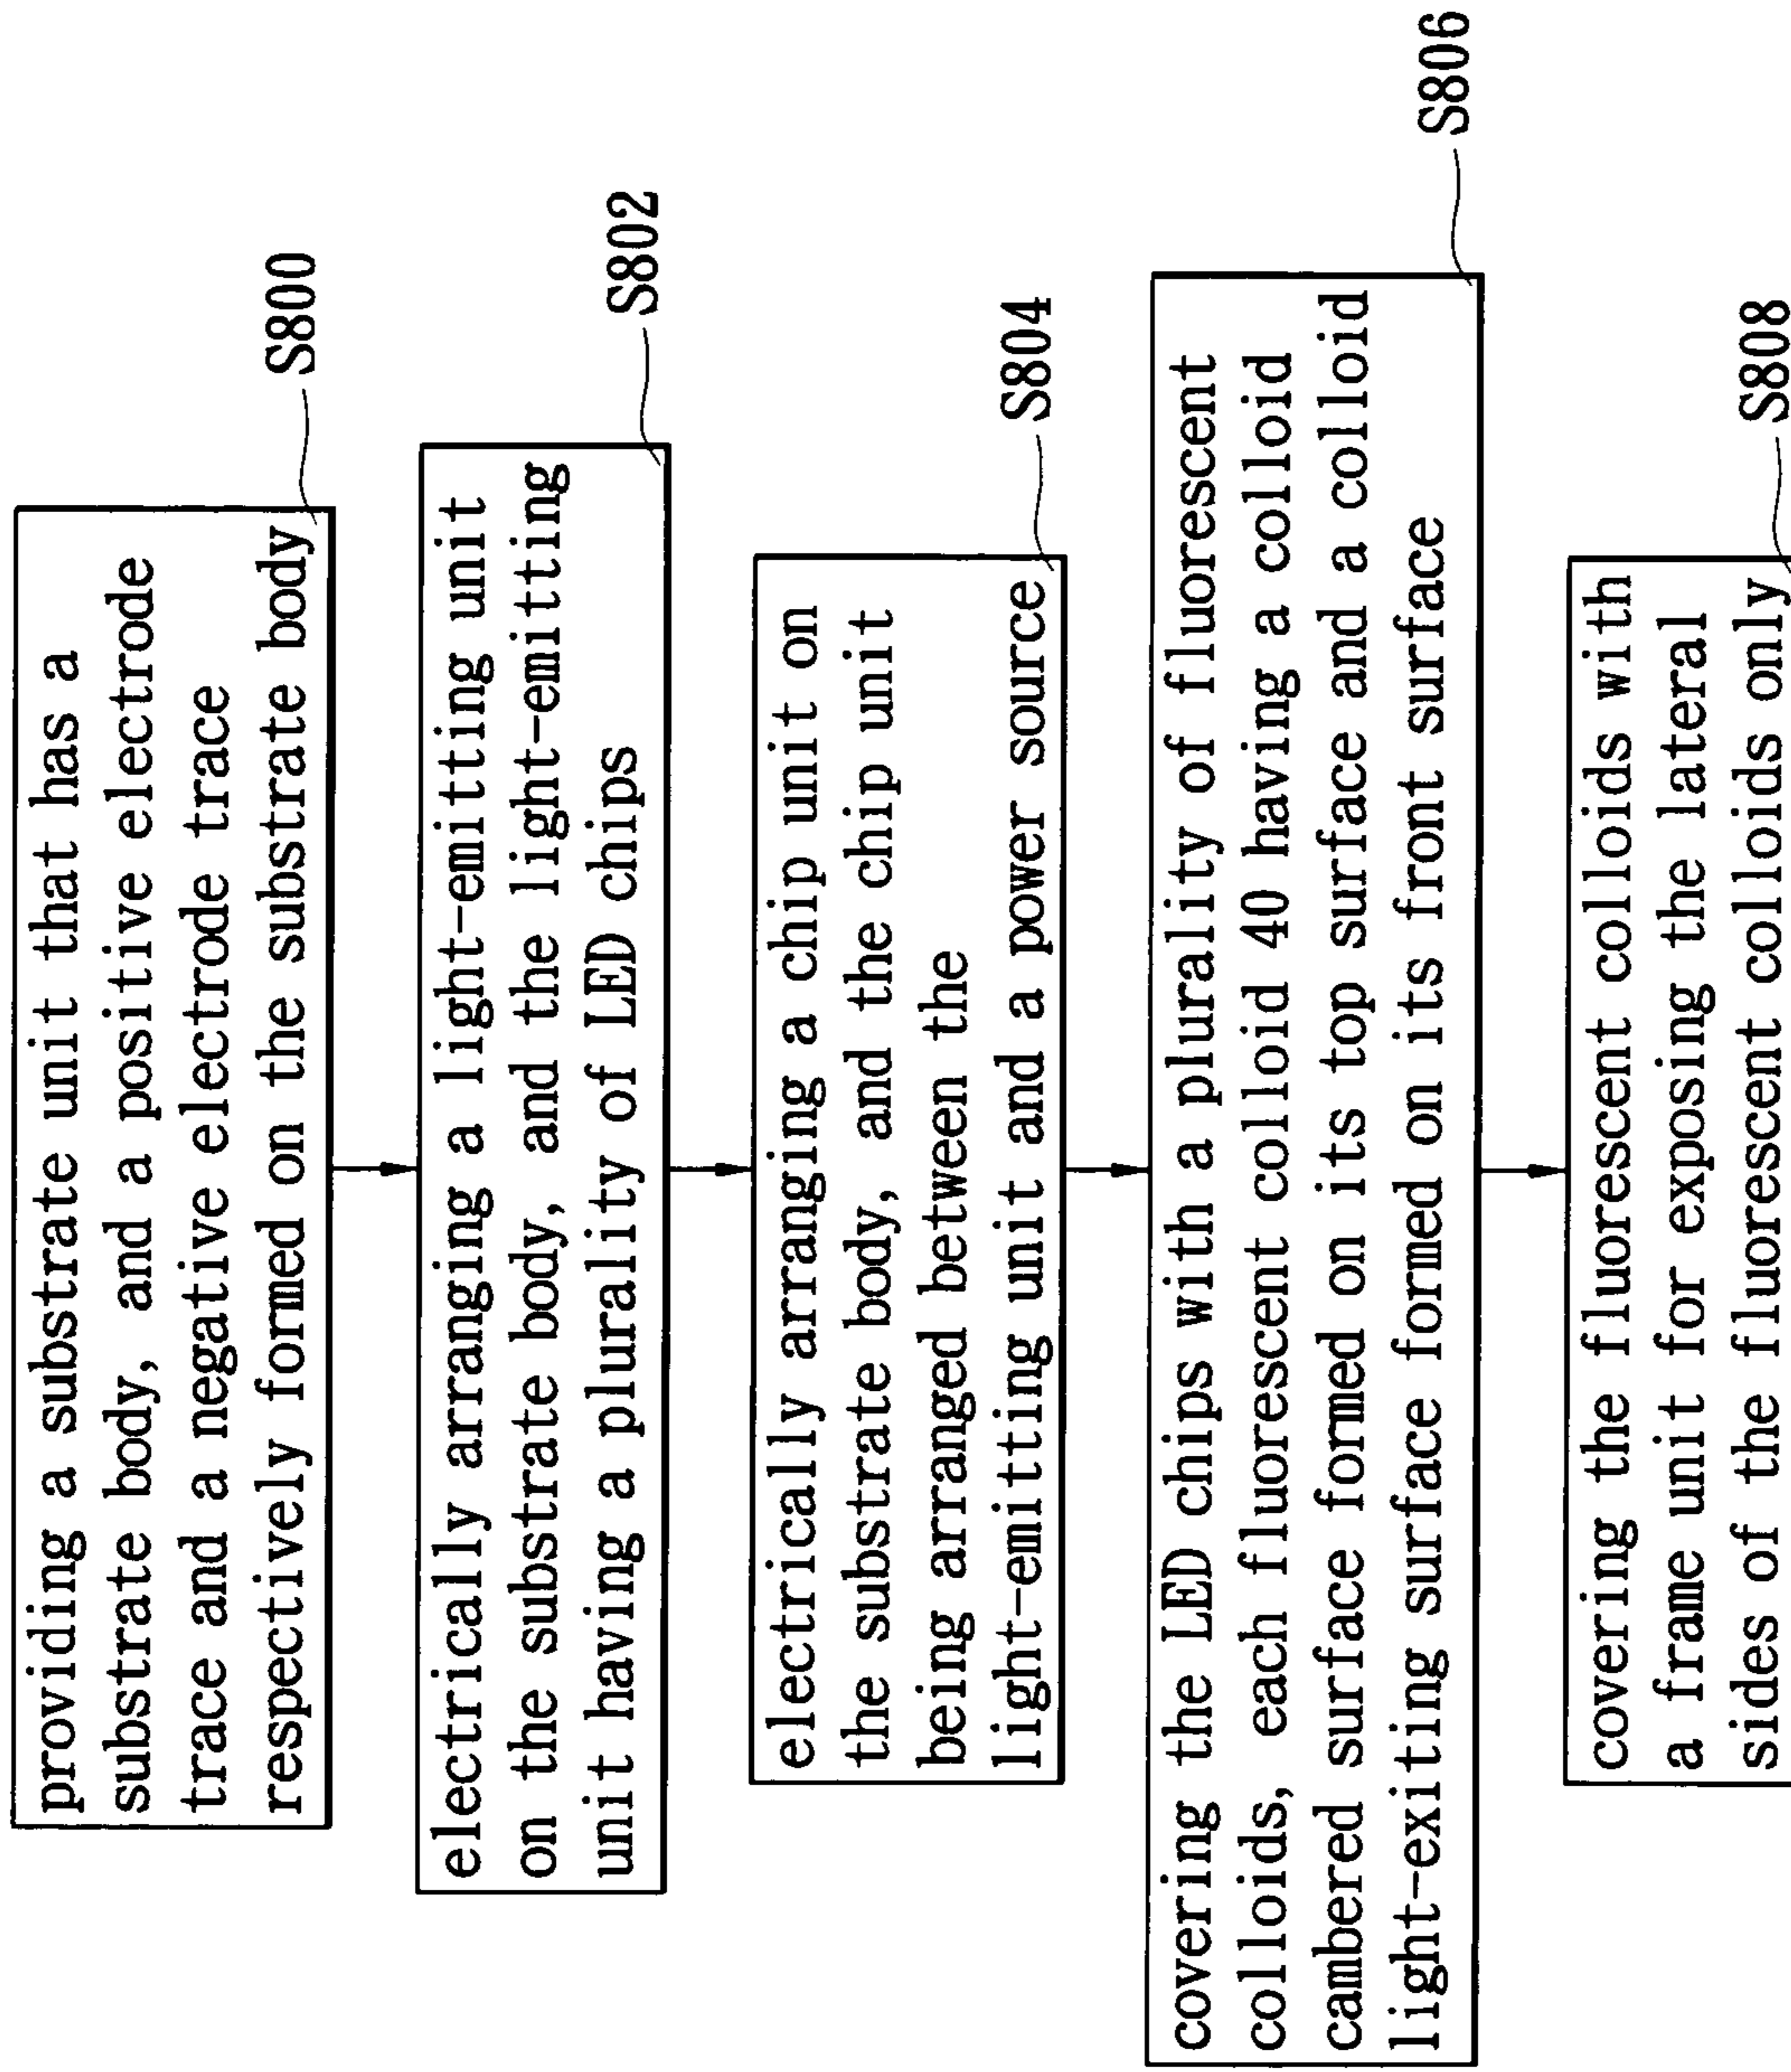 providing a substrate unit that has a
substrate body, and a positive electrode
trace and a negative electrode trace
respectively formed on the substrate body
S800
electrically arranging a light-emitting unit
on the substrate body, and the light-emitting
unit having a plurality of LED chips
S802
electrically arranging a chip unit on
the substrate body, and the chip unit
being arranged between the
light-emitting unit and a power source
S804
covering the LED chips with a plurality of fluorescent
colloids, each fluorescent colloid 40 having a colloid
cambered surface formed on its top surface and a colloid
light-exiting surface formed on its front surface
S806
covering the fluorescent colloids with
a frame unit for exposing the lateral
sides of the fluorescent colloids only
S808